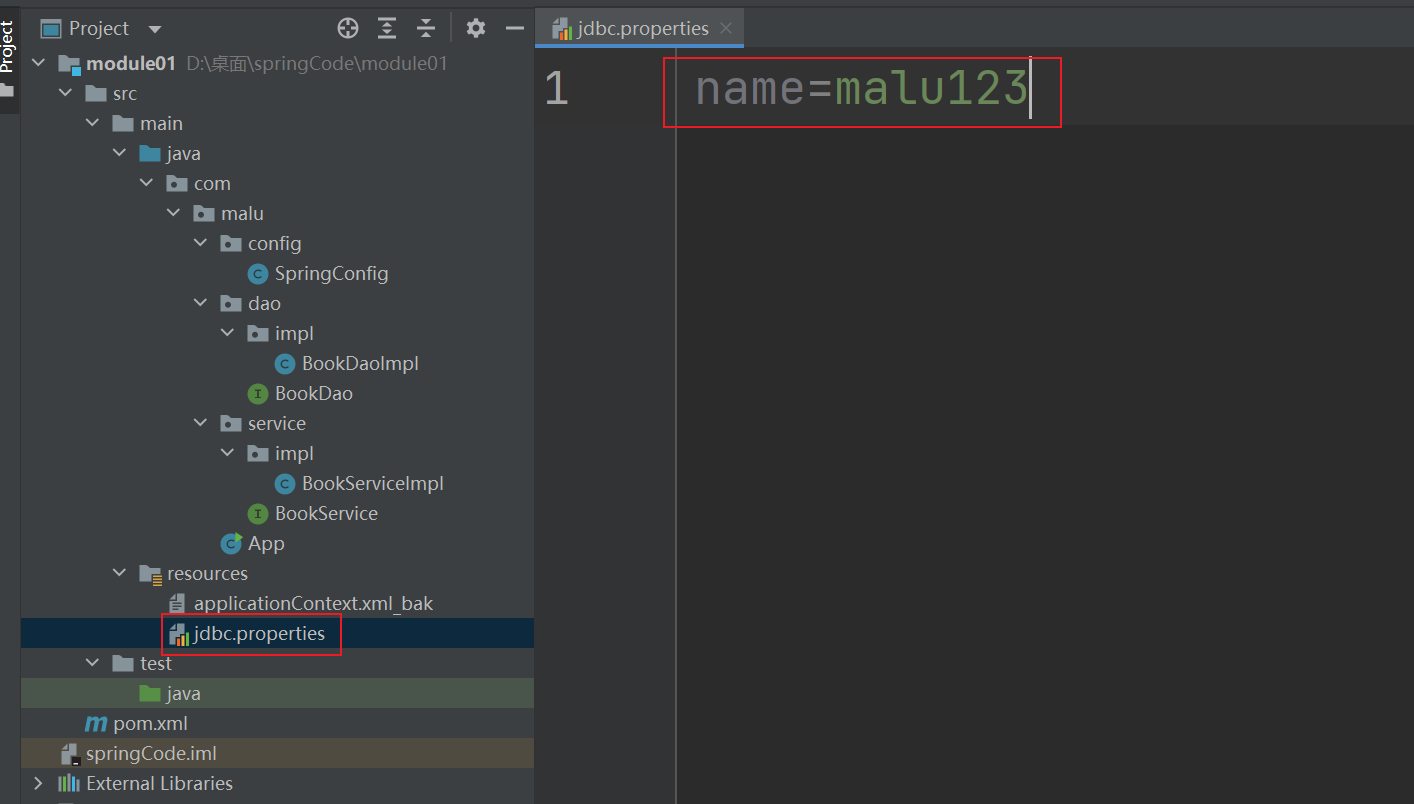 Project
Project
module01 D:\桌面\springCode\module01
src
main
java
com
malu
config
SpringConfig
dao
impl
BookDaoImpl
BookDao
service
impl
BookServiceImpl
BookService
App
resources
applicationContext.xml_bak
jdbc.properties
test
java
pom.xml
springCode.iml
External Libraries
jdbc.properties
1 name=malu123